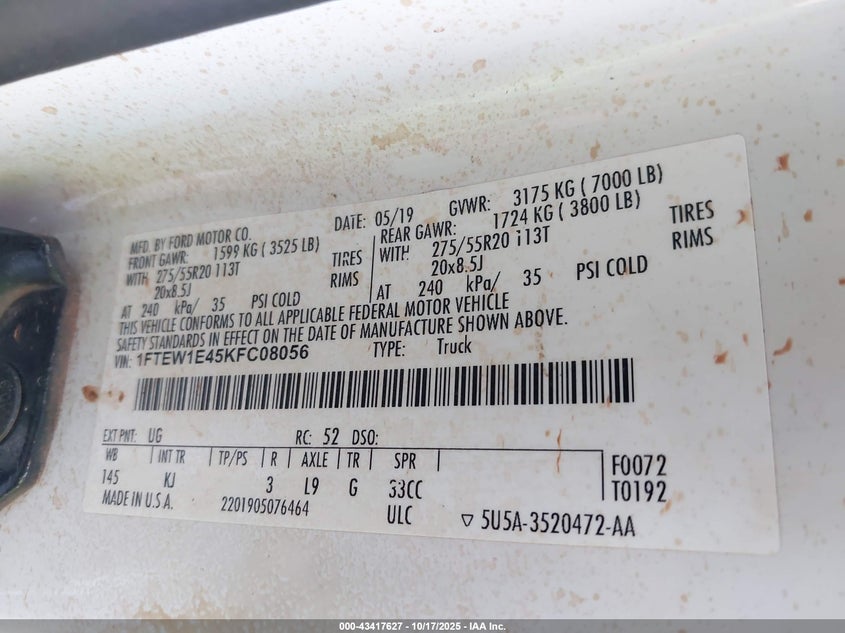 MFD. BY FORD MOTOR CO. DATE: 05/19 GVWR: 3175 KG ( 7000 LB)
FRONT GAWR: 1599 KG ( 3525 LB) REAR GAWR: 1724 KG ( 3800 LB)
WITH 275/55R20 113T TIRES WITH 275/55R20 113T TIRES
20x8.5J RIMS 20x8.5J RIMS
AT 240 kPa/ 35 PSI COLD AT 240 kPa/ 35 PSI COLD
THIS VEHICLE CONFORMS TO ALL APPLICABLE FEDERAL MOTOR VEHICLE
SAFETY STANDARDS IN EFFECT ON THE DATE OF MANUFACTURE SHOWN ABOVE.
VIN: 1FTEW1E45KFC08056 TYPE: Truck
EXT PNT: UG RC: 52 DSO:
WB INT TR TP/PS R AXLE TR SPR F0072
145 KJ 3 L9 G 33CC T0192
MADE IN U.S.A. 2201905076464 ULC ▽ 5U5A-3520472-AA
000-43417627 - 10/17/2025 - IAA Inc.